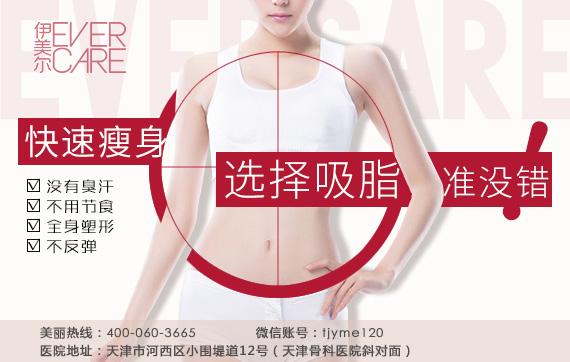 EVER CARE
伊美尔
EVER
CARE
快速瘦身
选择吸脂 准没错！
☑ 没有臭汗
☑ 不用节食
☑ 全身塑形
☑ 不反弹
美丽热线：400-060-3665 微信账号：tjyme120
医院地址：天津市河西区小围堤道12号（天津骨科医院斜对面）